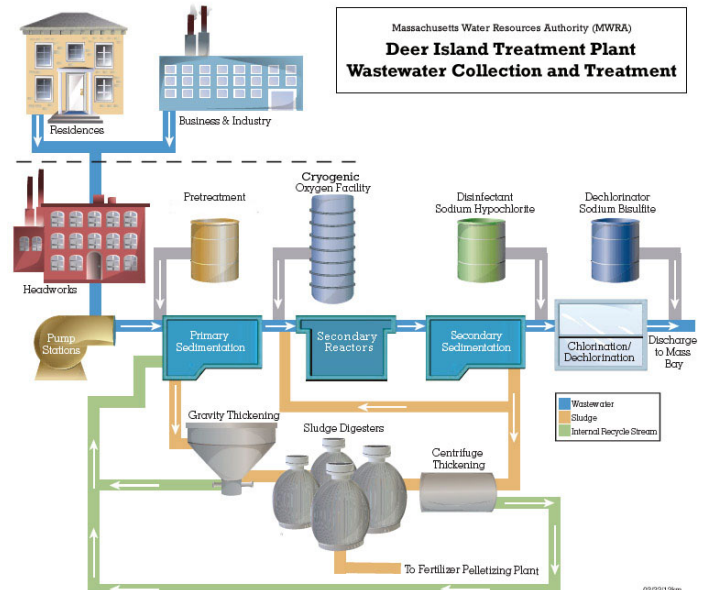 Massachusetts Water Resources Authority (MWRA)
Deer Island Treatment Plant
Wastewater Collection and Treatment
Residences
Business & Industry
Cryogenic
Oxygen Facility
Pretreatment
Disinfectant
Sodium Hypochlorite
Dechlorinator
Sodium Bisulfite
Headworks
Pump
Stations
Primary
Sedimentation
Secondary
Reactors
Secondary
Sedimentation
Chlorination/
Dechlorination
Discharge
to Mass
Bay
Wastewater
Sludge
Internal Recycle Stream
Gravity Thickening
Sludge Digesters
Centrifuge
Thickening
To Fertilizer Pelletizing Plant